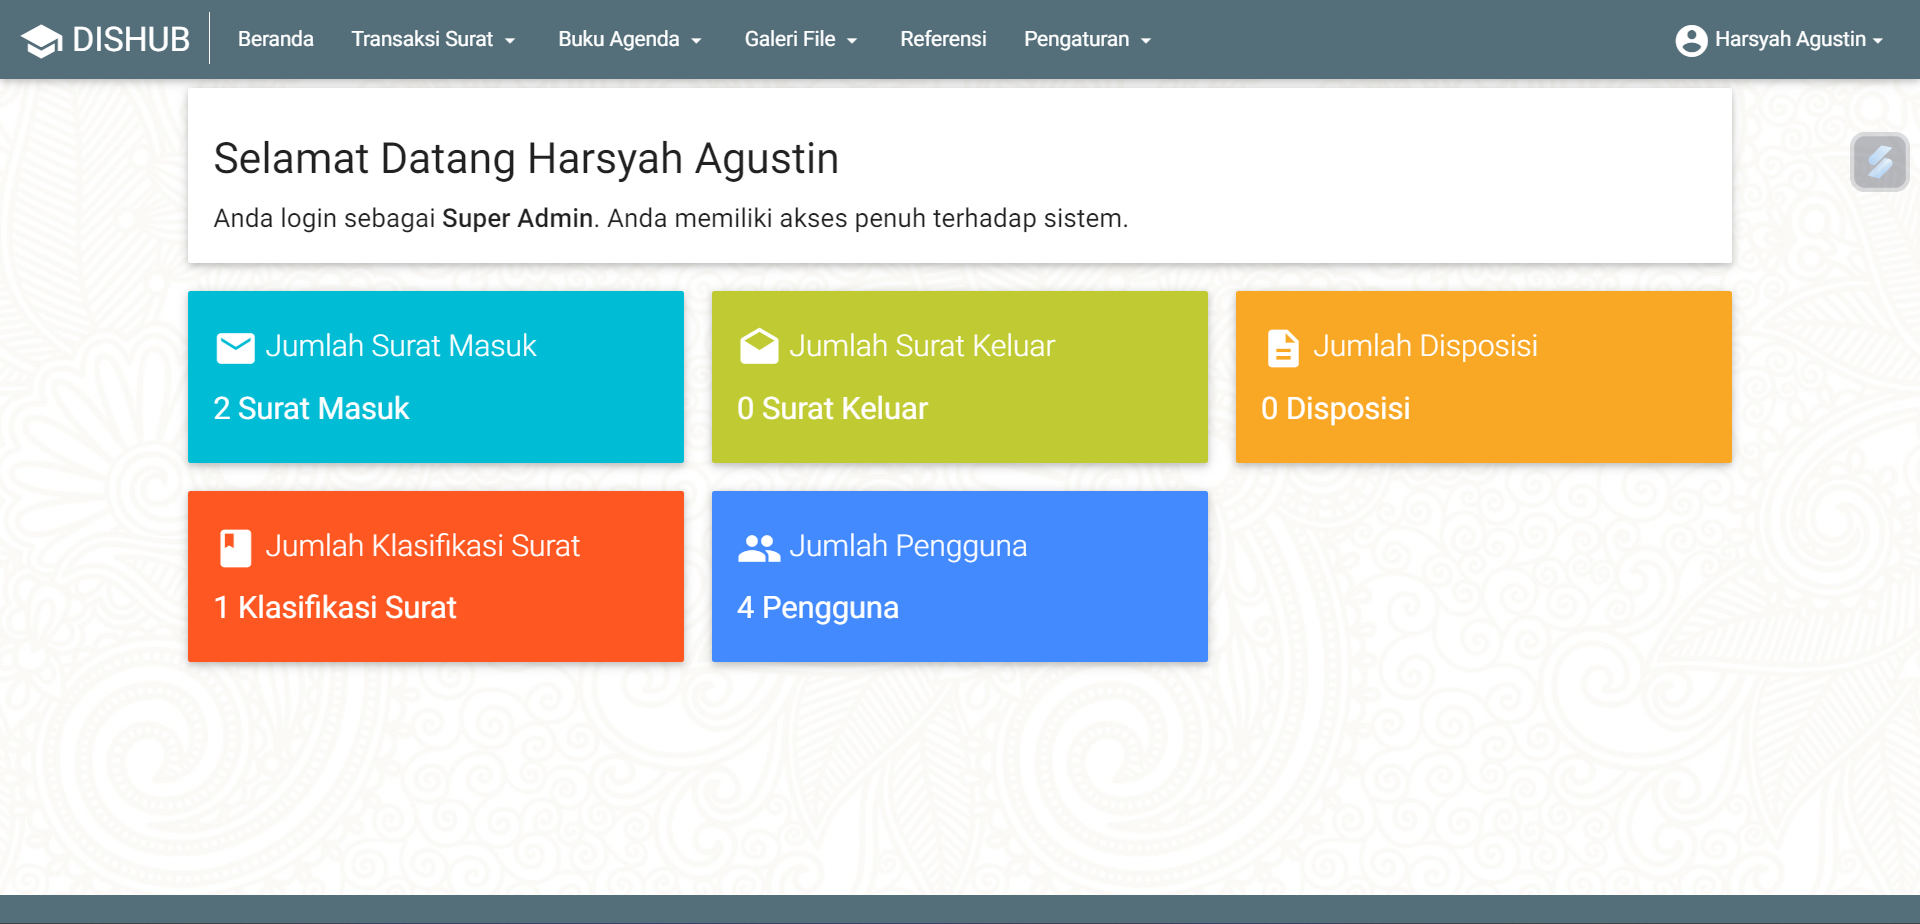 DISHUB Beranda Transaksi Surat Buku Agenda Galeri File Referensi Pengaturan Harsyah Agustin
Selamat Datang Harsyah Agustin
Anda login sebagai Super Admin. Anda memiliki akses penuh terhadap sistem.
Jumlah Surat Masuk
2 Surat Masuk
Jumlah Surat Keluar
0 Surat Keluar
Jumlah Disposisi
0 Disposisi
Jumlah Klasifikasi Surat
1 Klasifikasi Surat
Jumlah Pengguna
4 Pengguna